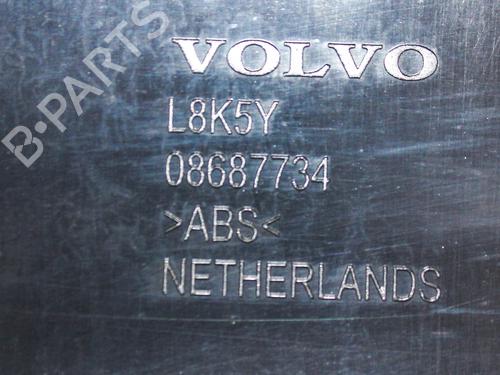 VOLVO
L8K5Y
08687734
>ABS<
NETHERLANDS
B-PARTS